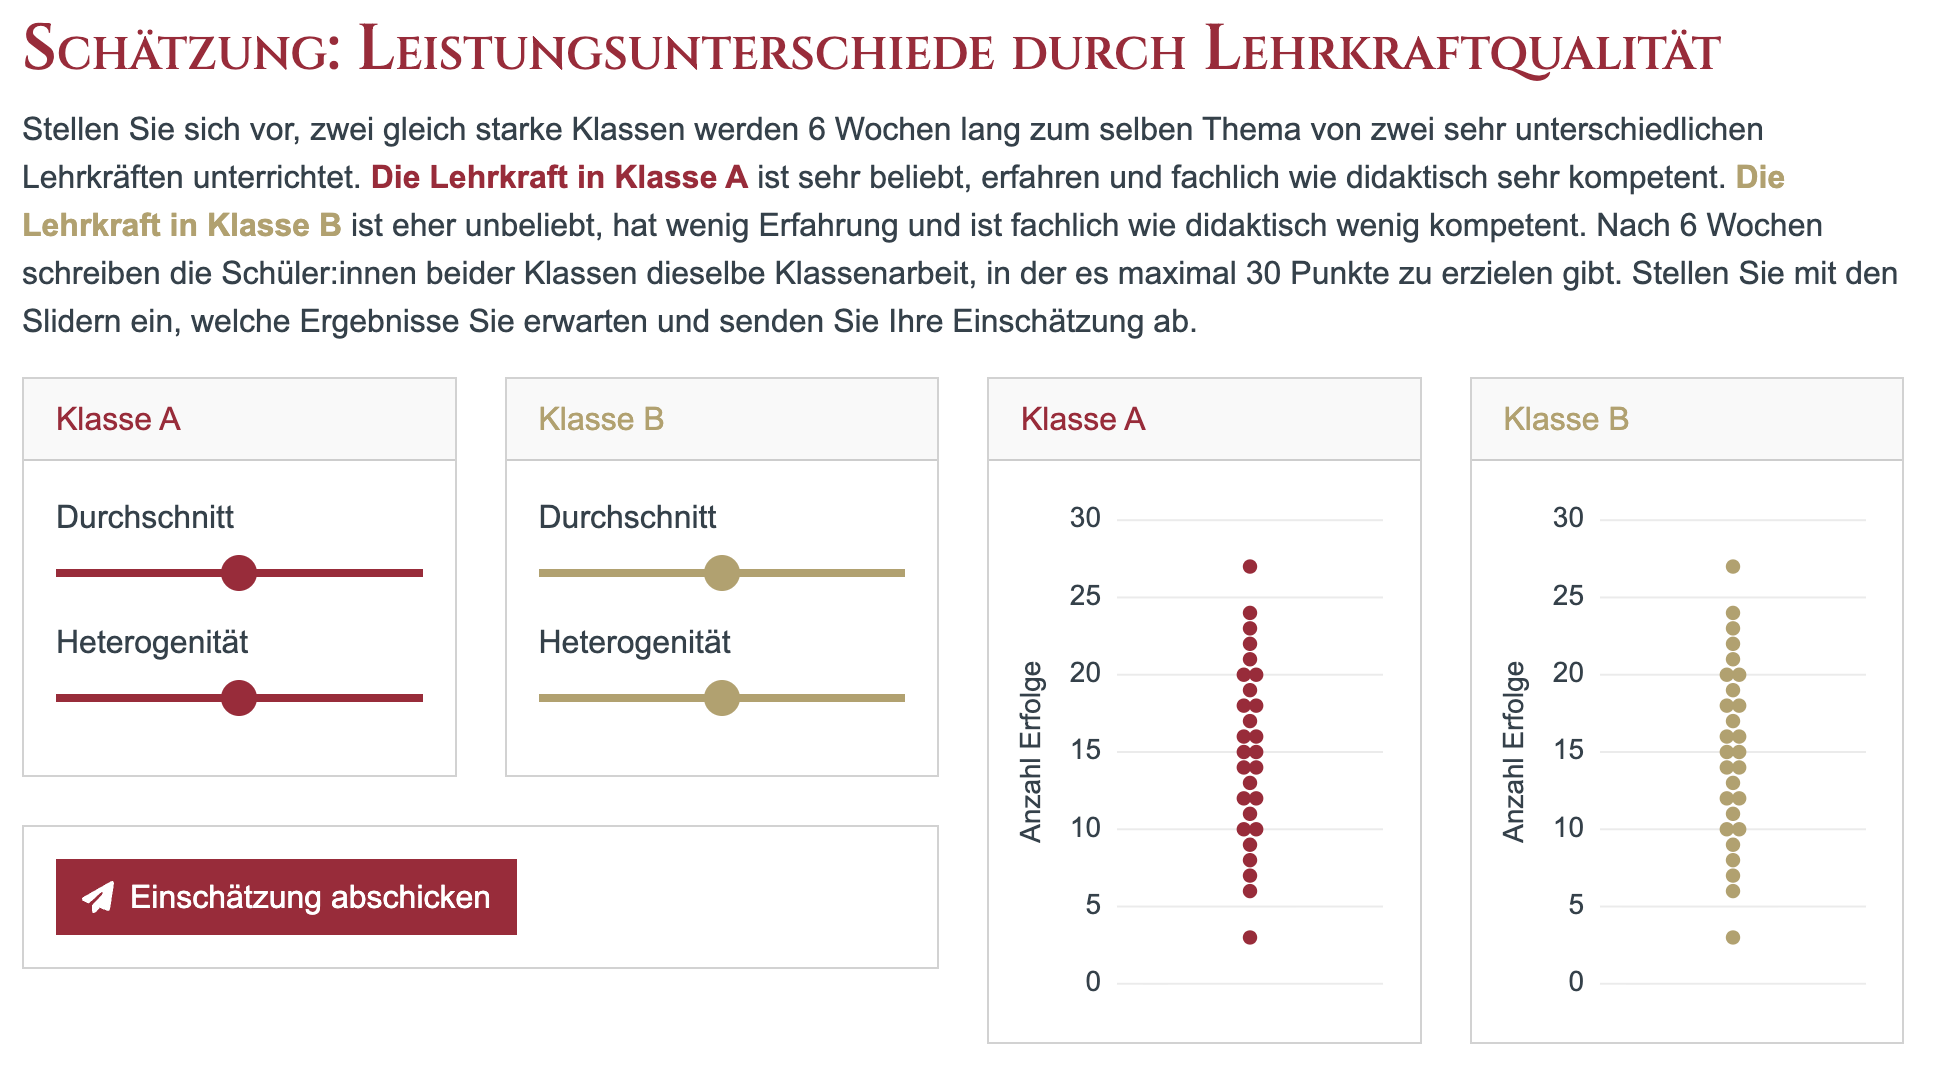 Schätzung: Leistungsunterschiede durch Lehrkraftqualität
Stellen Sie sich vor, zwei gleich starke Klassen werden 6 Wochen lang zum selben Thema von zwei sehr unterschiedlichen
Lehrkräften unterrichtet. Die Lehrkraft in Klasse A ist sehr beliebt, erfahren und fachlich wie didaktisch sehr kompetent. Die
Lehrkraft in Klasse B ist eher unbeliebt, hat wenig Erfahrung und ist fachlich wie didaktisch wenig kompetent. Nach 6 Wochen
schreiben die Schüler:innen beider Klassen dieselbe Klassenarbeit, in der es maximal 30 Punkte zu erzielen gibt. Stellen Sie mit den
Slidern ein, welche Ergebnisse Sie erwarten und senden Sie Ihre Einschätzung ab.
Klasse A
Durchschnitt
Heterogenität
Klasse B
Durchschnitt
Heterogenität
Einschätzung abschicken
Klasse A
Anzahl Erfolge
30
25
20
15
10
5
0
Klasse B
Anzahl Erfolge
30
25
20
15
10
5
0